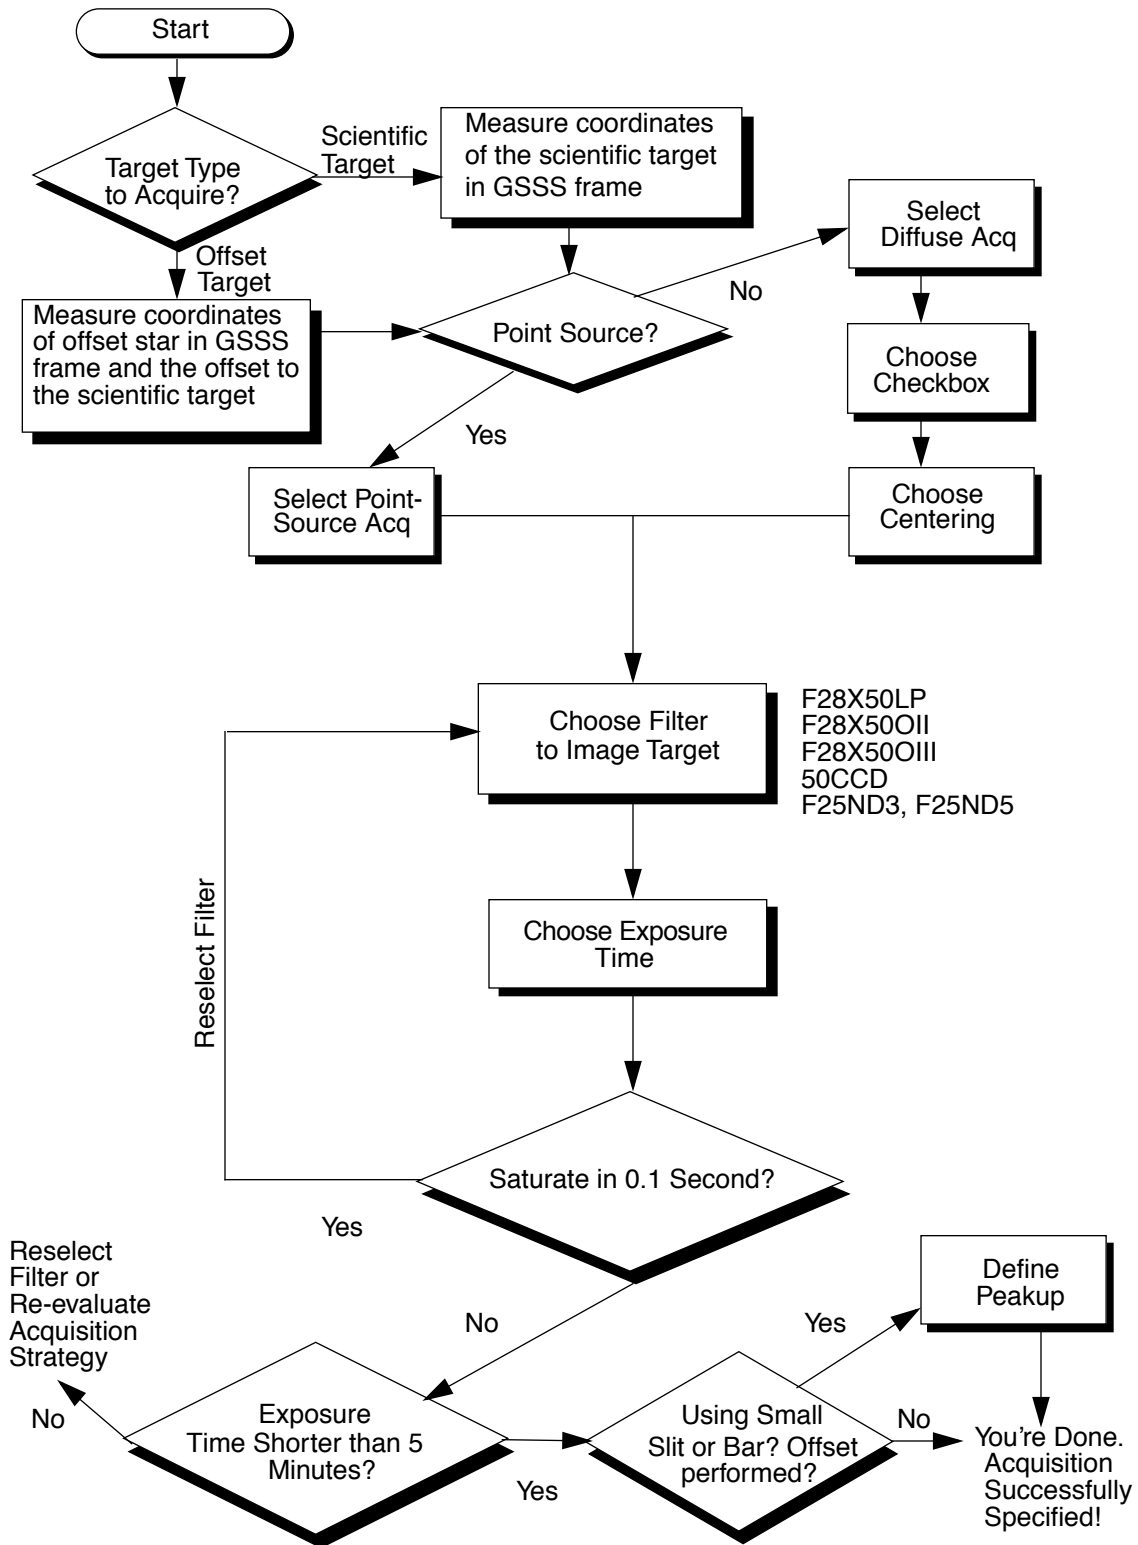 Start
Target Type
to Acquire?
Scientific
Target
Measure coordinates
of the scientific target
in GSSS frame
Select
Diffuse Acq
Offset
Target
Measure coordinates
of offset star in GSSS
frame and the offset to
the scientific target
Point Source?
No
Choose
Checkbox
Yes
Select Point-
Source Acq
Choose
Centering
Choose Filter
to Image Target
F28X50LP
F28X50OII
F28X50OIII
50CCD
F25ND3, F25ND5
Reselect Filter
Choose Exposure
Time
Saturate in 0.1 Second?
Yes
Reselect
Filter or
Re-evaluate
Acquisition
Strategy
No
No
Exposure
Time Shorter than 5
Minutes?
Yes
Using Small
Slit or Bar? Offset
performed?
Yes
Define
Peakup
No
You're Done.
Acquisition
Successfully
Specified!